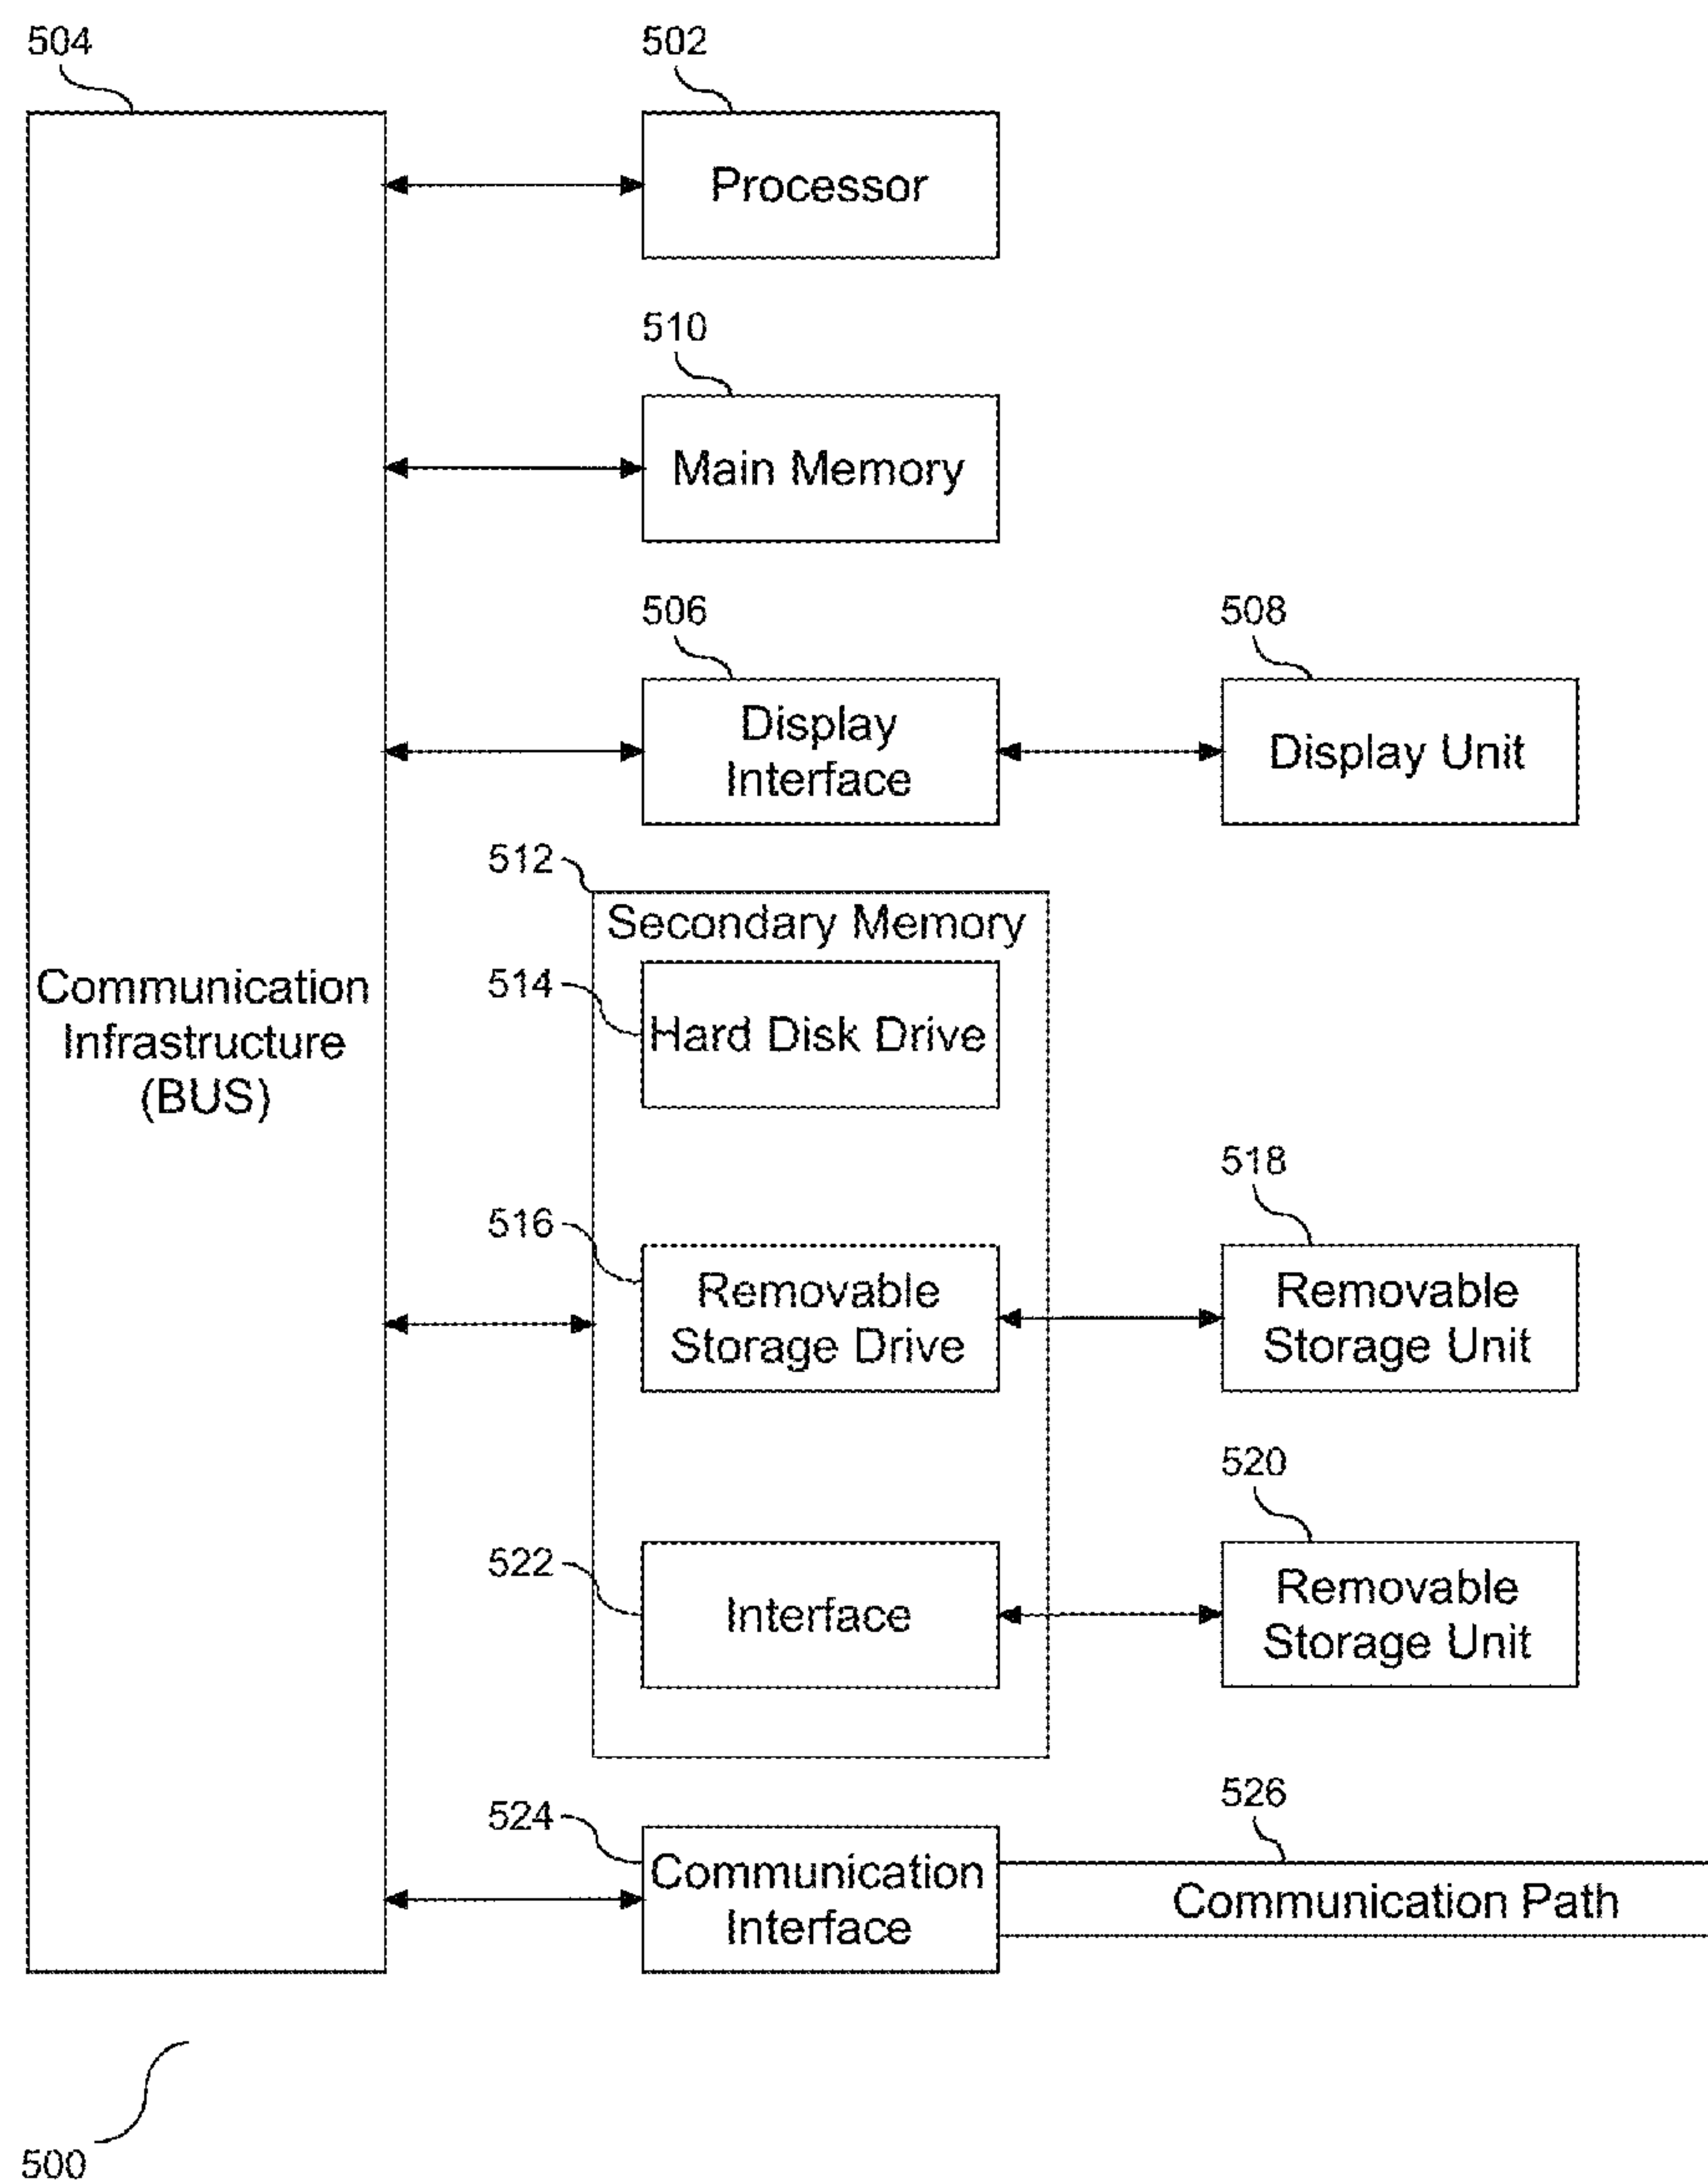 504
502
Processor
510
Main Memory
506
508
Display
Interface
Display Unit
512
Secondary Memory
514
Hard Disk Drive
Communication
Infrastructure
(BUS)
516
518
Removable
Storage Drive
Removable
Storage Unit
520
522
Interface
Removable
Storage Unit
524
526
Communication
Interface
Communication Path
500